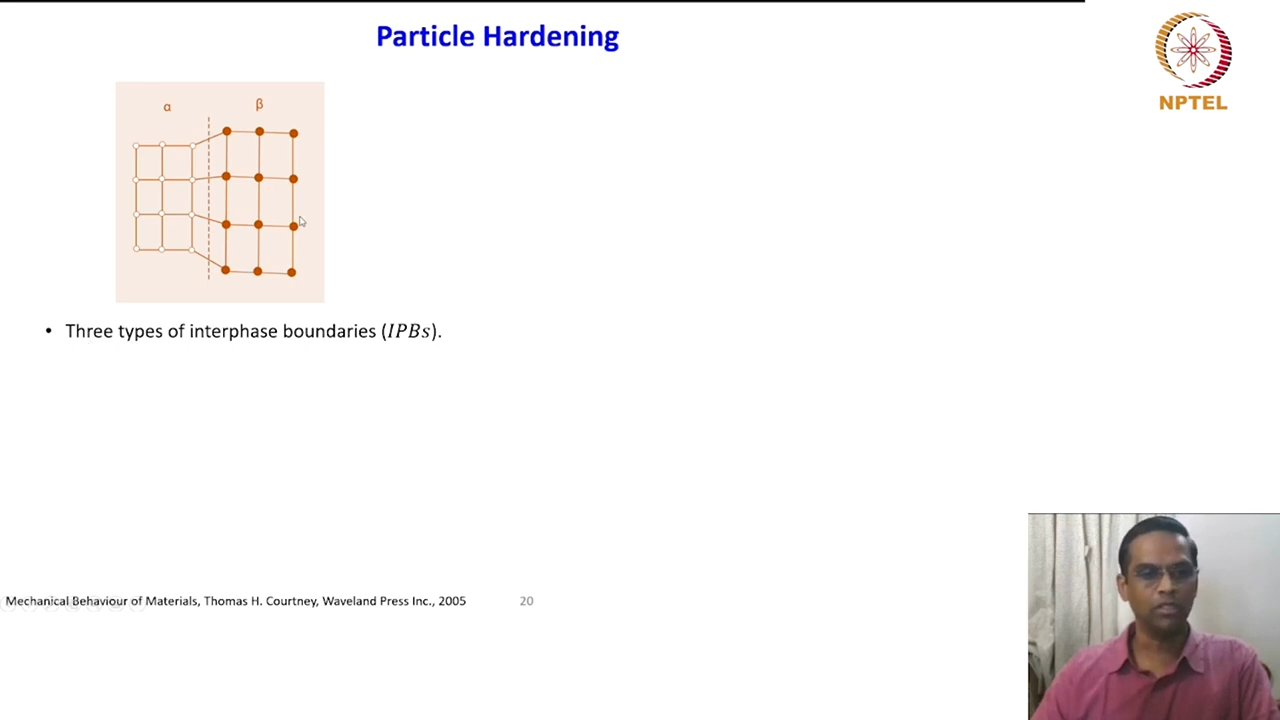 Particle Hardening
NPTEL
α
β
• Three types of interphase boundaries (IPBs).
Mechanical Behaviour of Materials, Thomas H. Courtney, Waveland Press Inc., 2005
20